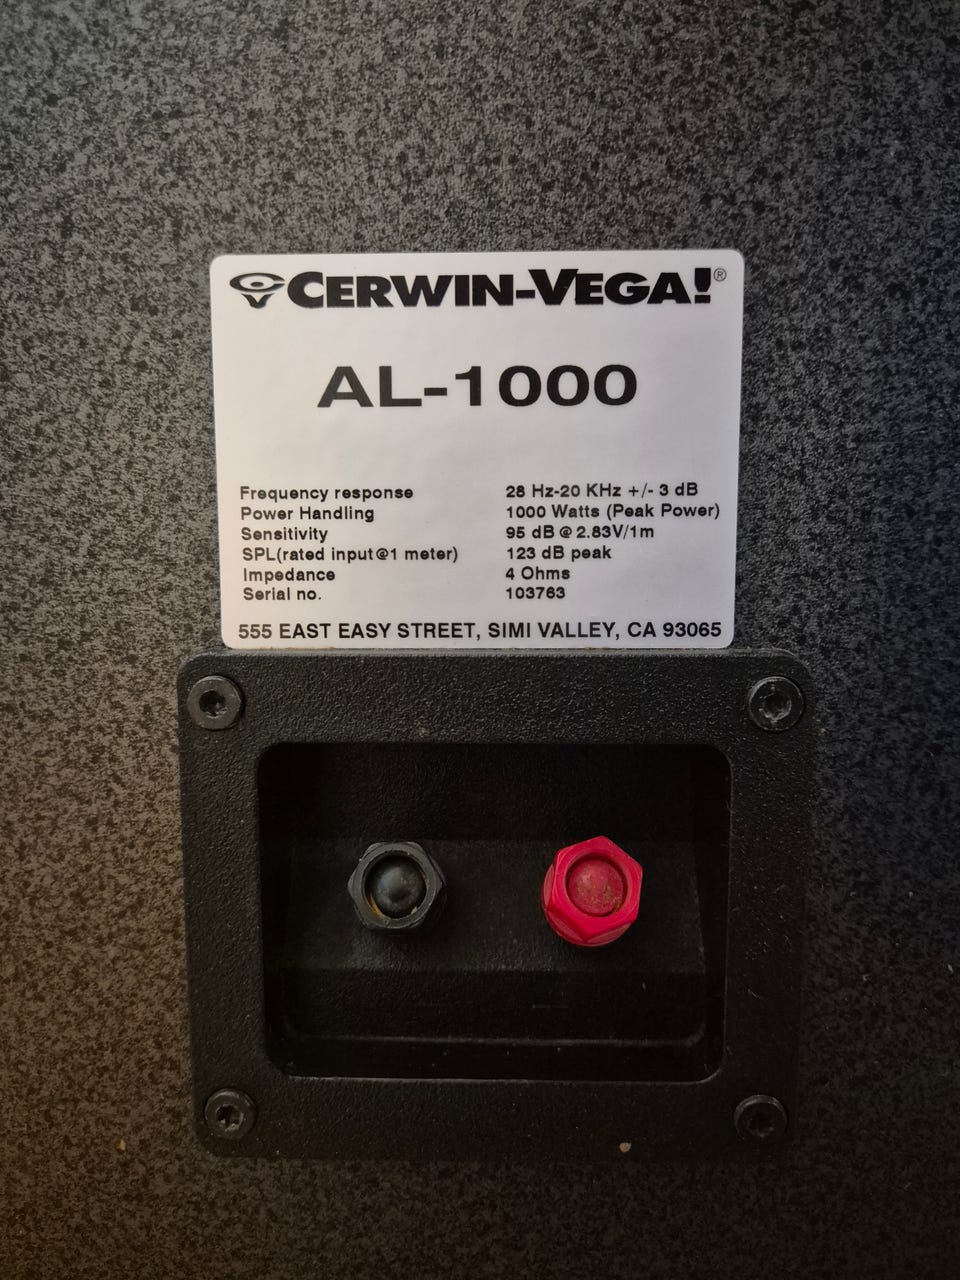 CERWIN-VEGA!®
AL-1000
Frequency response 28 Hz-20 KHz +/- 3 dB
Power Handling 1000 Watts (Peak Power)
Sensitivity 95 dB @ 2.83V/1m
SPL(rated input@1 meter) 123 dB peak
Impedance 4 Ohms
Serial no. 103763
555 EAST EASY STREET, SIMI VALLEY, CA 93065